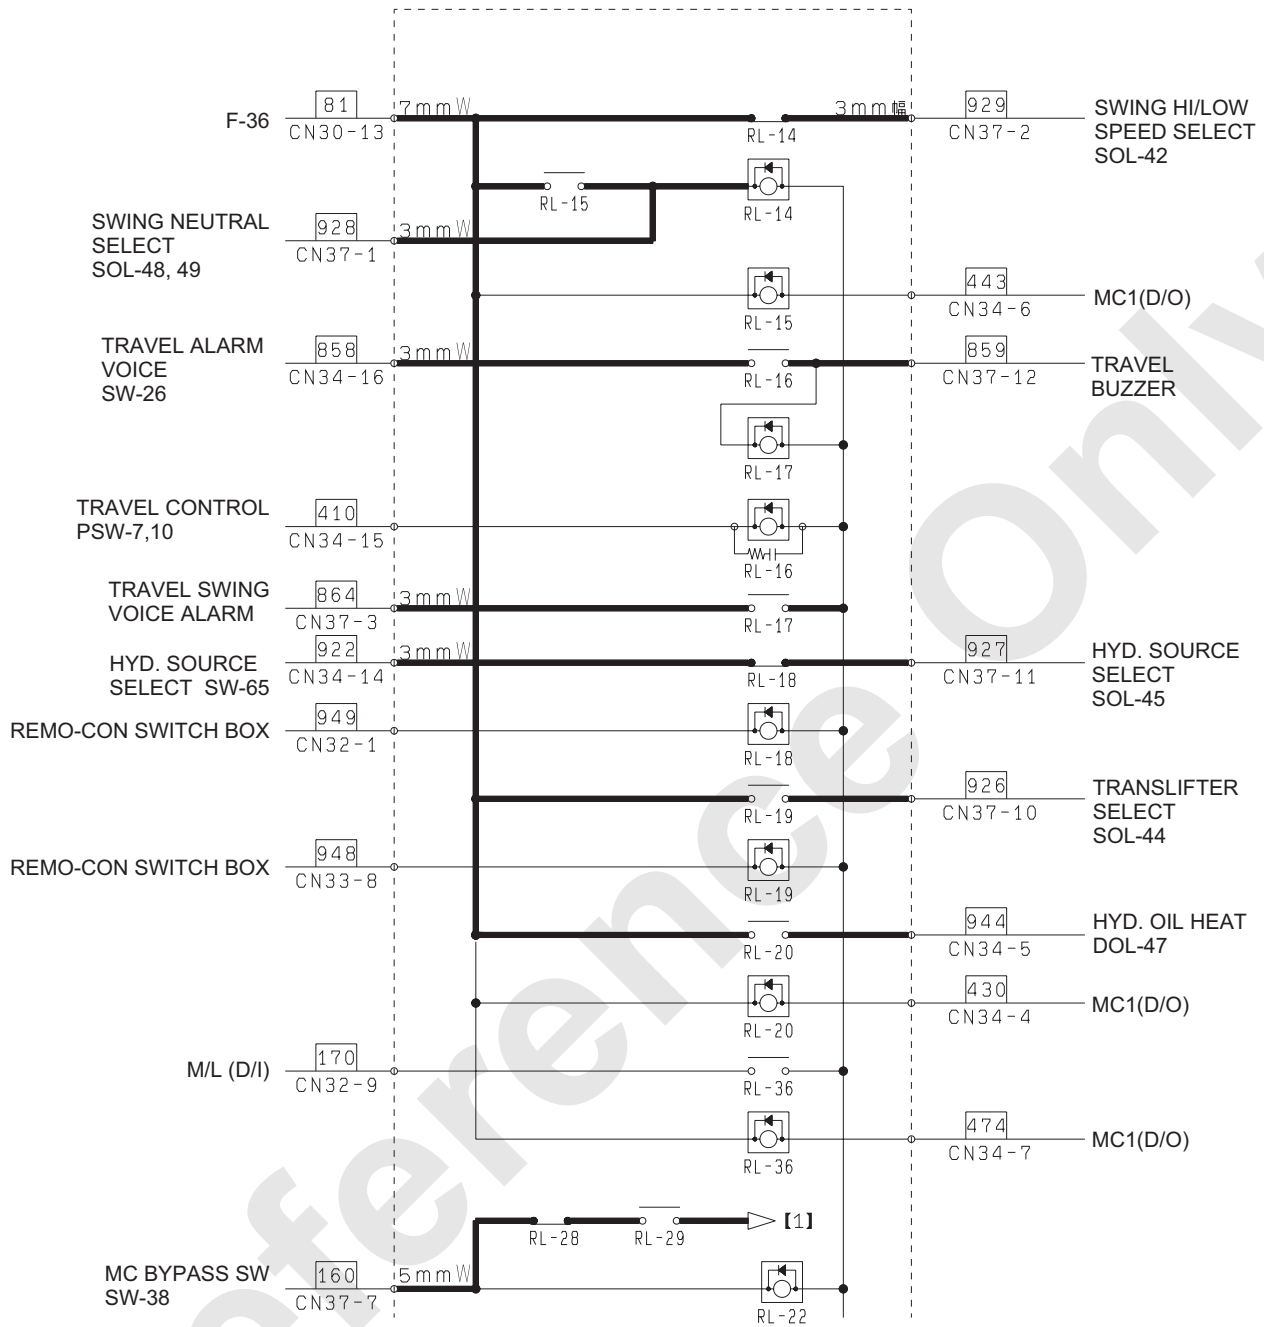 F-36
81
CN30-13
7mmW
RL-14
3mm幅
929
CN37-2
SWING HI/LOW
SPEED SELECT
SOL-42
RL-15
RL-14
SWING NEUTRAL
SELECT
SOL-48, 49
928
CN37-1
3mmW
RL-15
443
CN34-6
MC1(D/O)
TRAVEL ALARM
VOICE
SW-26
858
CN34-16
3mmW
RL-16
859
CN37-12
TRAVEL
BUZZER
RL-17
TRAVEL CONTROL
PSW-7,10
410
CN34-15
RL-16
TRAVEL SWING
VOICE ALARM
864
CN37-3
3mmW
RL-17
HYD. SOURCE
SELECT SW-65
922
CN34-14
3mmW
RL-18
927
CN37-11
HYD. SOURCE
SELECT
SOL-45
REMO-CON SWITCH BOX
949
CN32-1
RL-18
RL-19
926
CN37-10
TRANSLIFTER
SELECT
SOL-44
REMO-CON SWITCH BOX
948
CN33-8
RL-19
RL-20
944
CN34-5
HYD. OIL HEAT
DOL-47
RL-20
430
CN34-4
MC1(D/O)
M/L (D/I)
170
CN32-9
RL-36
RL-36
474
CN34-7
MC1(D/O)
RL-28
RL-29
【1】
MC BYPASS SW
SW-38
160
CN37-7
5mmW
RL-22
eference Only